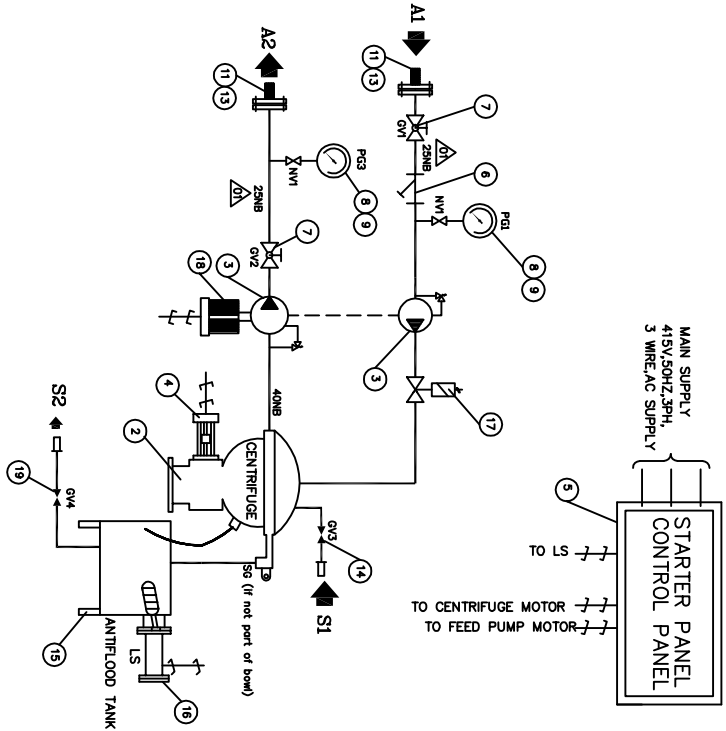 A1
11
13
7
GV1
25NB
01
6
NV1
PG1
8
9
3
17
A2
11
13
PG3
NV1
8
9
25NB
01
7
GV2
3
18
40NB
4
2
CENTRIFUGE
GV3
14
S1
SG (If not part of bowl)
S2
19
GV4
15
ANTIFLOOD TANK
LS
16
MAIN SUPPLY
415V,50HZ,3PH,
3 WIRE,AC SUPPLY
5
STARTER PANEL
CONTROL PANEL
TO LS
TO CENTRIFUGE MOTOR
TO FEED PUMP MOTOR